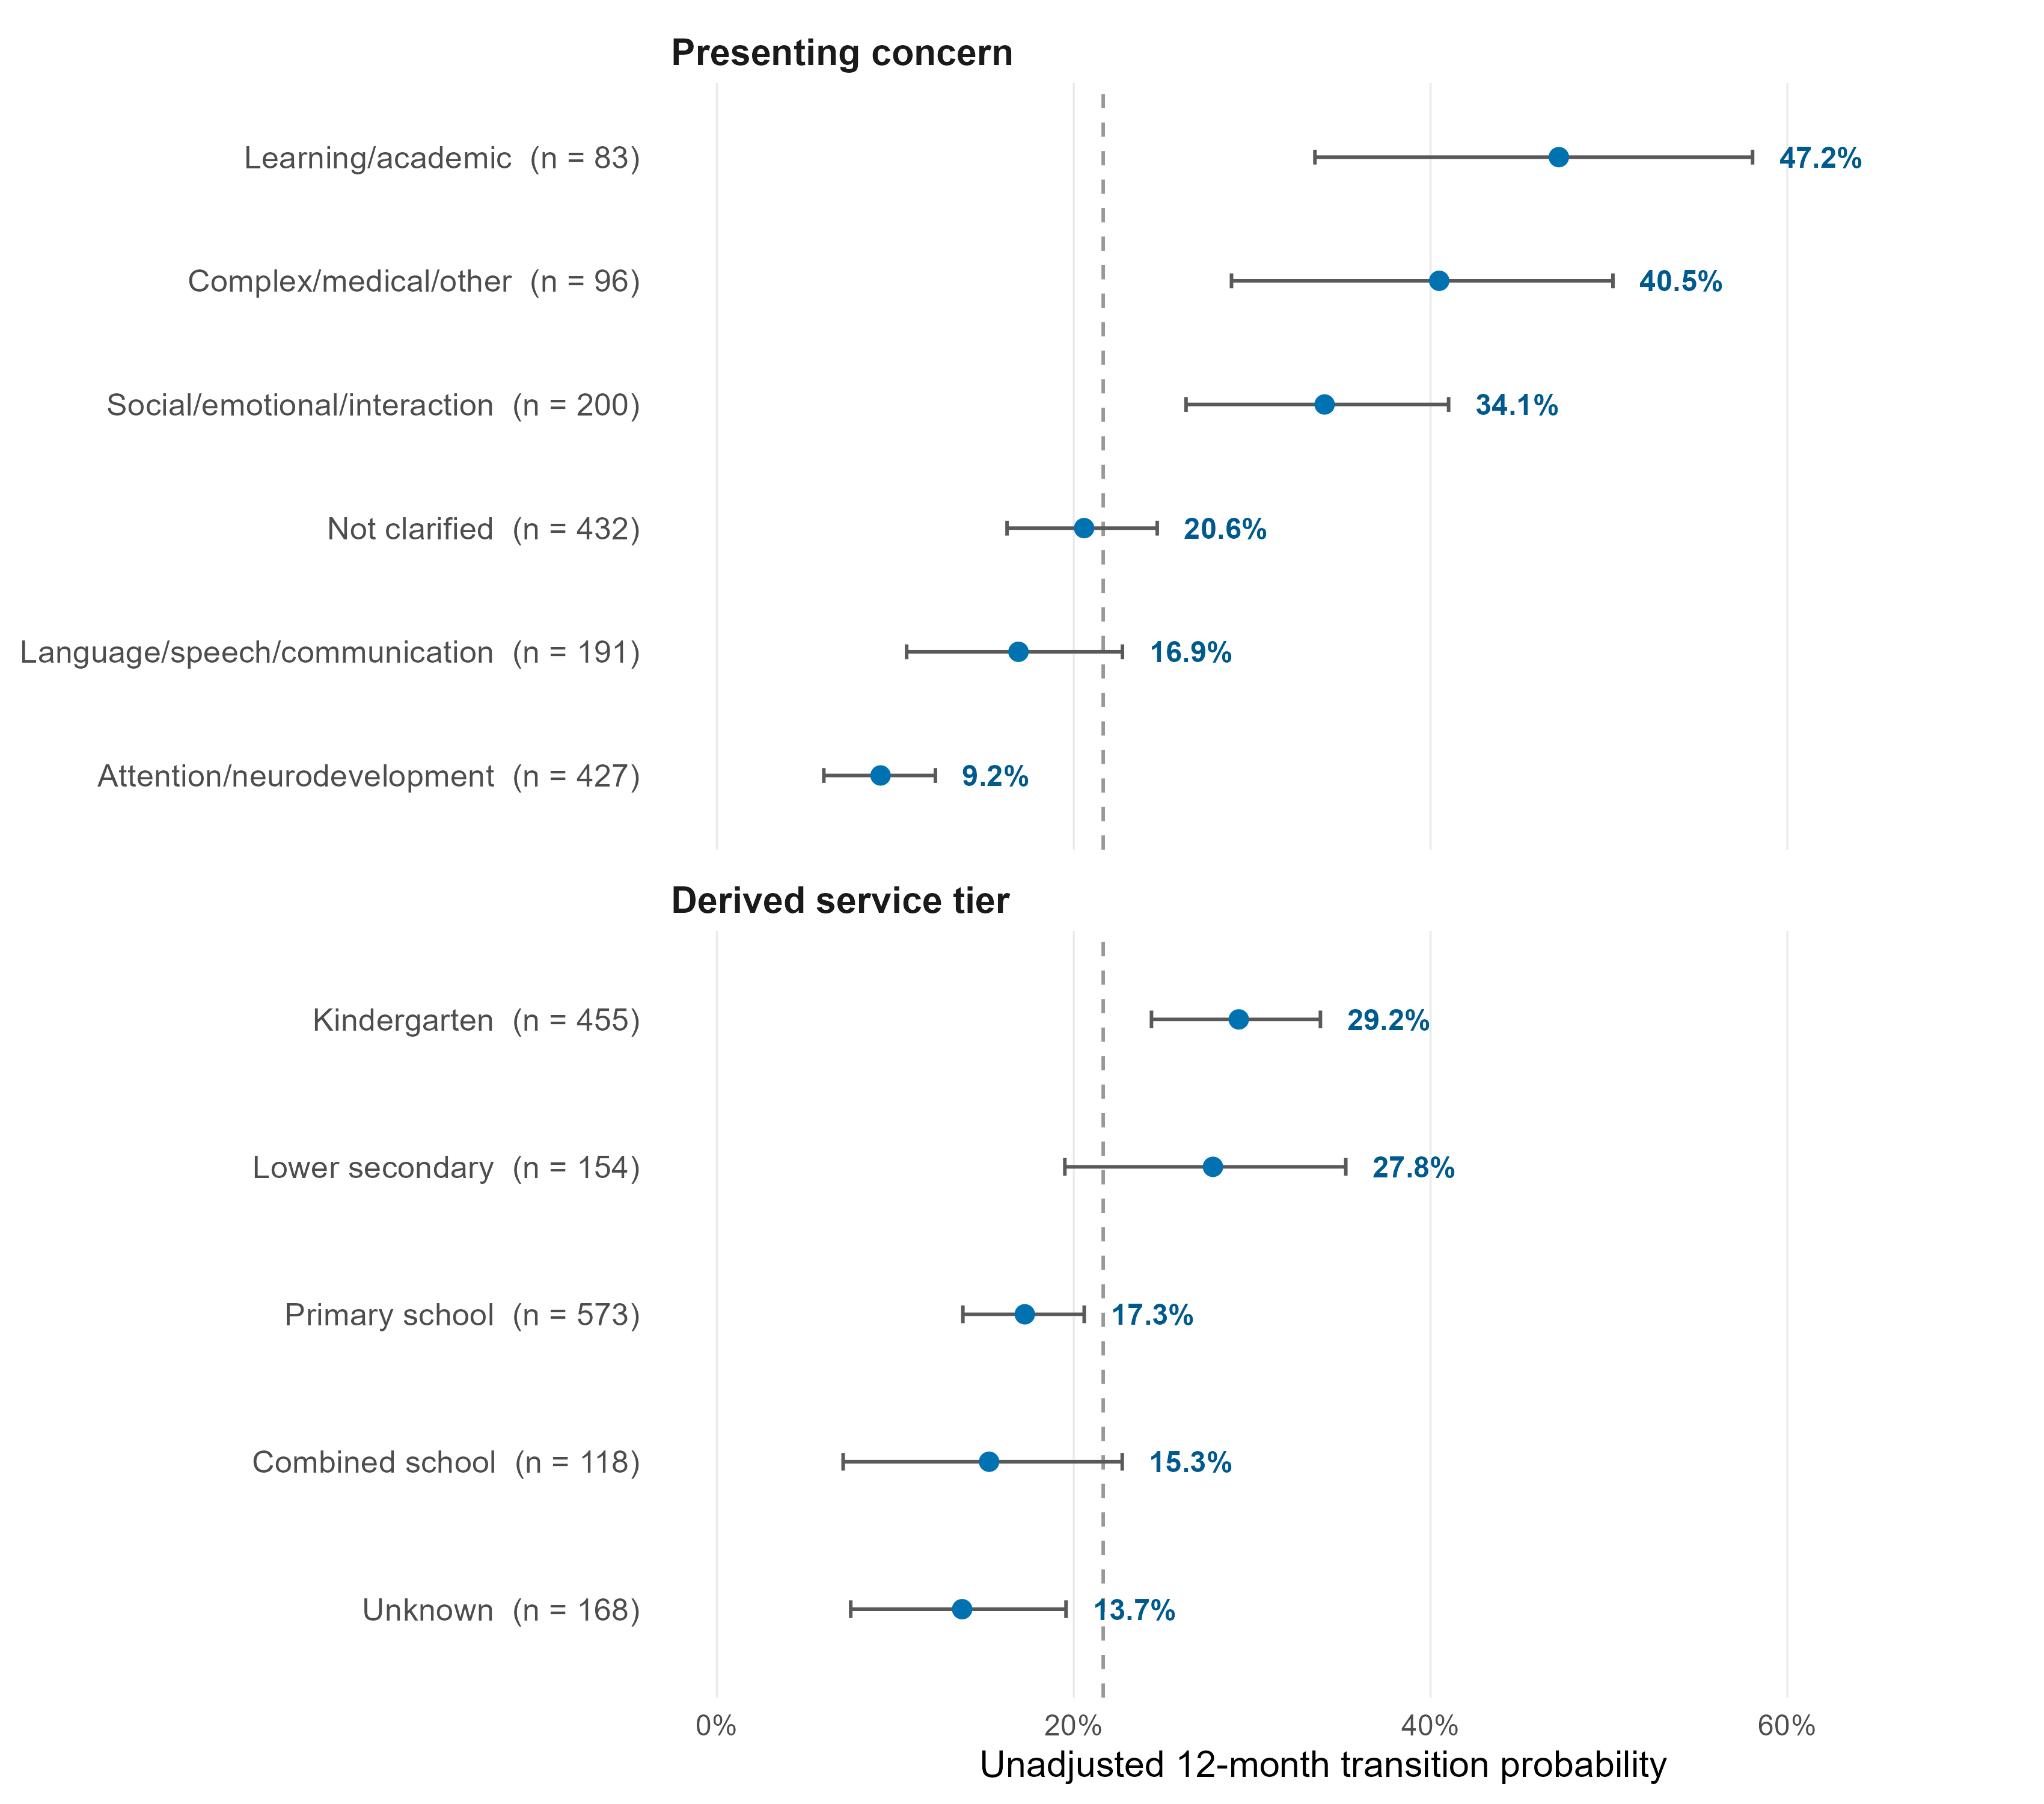 Presenting concern
Learning/academic (n = 83)
47.2%
Complex/medical/other (n = 96)
40.5%
Social/emotional/interaction (n = 200)
34.1%
Not clarified (n = 432)
20.6%
Language/speech/communication (n = 191)
16.9%
Attention/neurodevelopment (n = 427)
9.2%
Derived service tier
Kindergarten (n = 455)
29.2%
Lower secondary (n = 154)
27.8%
Primary school (n = 573)
17.3%
Combined school (n = 118)
15.3%
Unknown (n = 168)
13.7%
0% 20% 40% 60%
Unadjusted 12-month transition probability